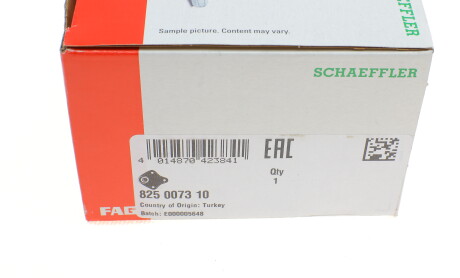 Sample picture. Content may vary.
SCHAEFFLER
4 014870 423841
EAC
Qty
1
825 0073 10
Country of Origin: Turkey
Batch: E000005648
FAG